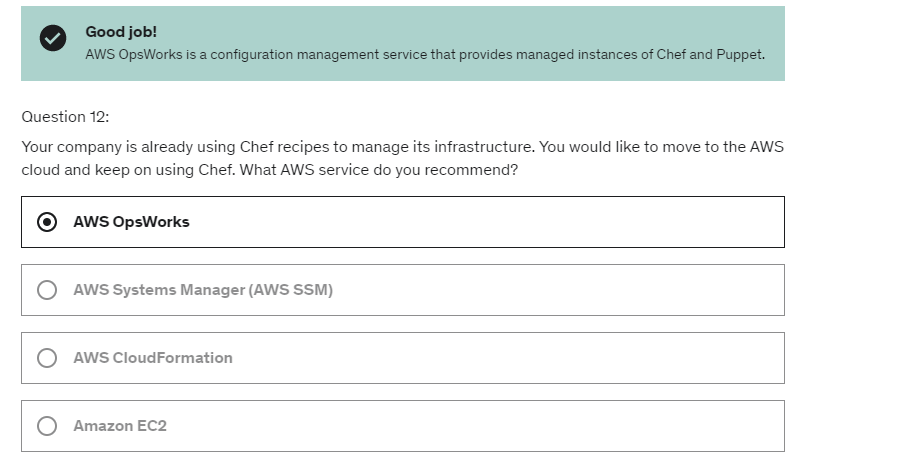 Good job!
AWS OpsWorks is a configuration management service that provides managed instances of Chef and Puppet.
Question 12:
Your company is already using Chef recipes to manage its infrastructure. You would like to move to the AWS
cloud and keep on using Chef. What AWS service do you recommend?
AWS OpsWorks
AWS Systems Manager (AWS SSM)
AWS CloudFormation
Amazon EC2